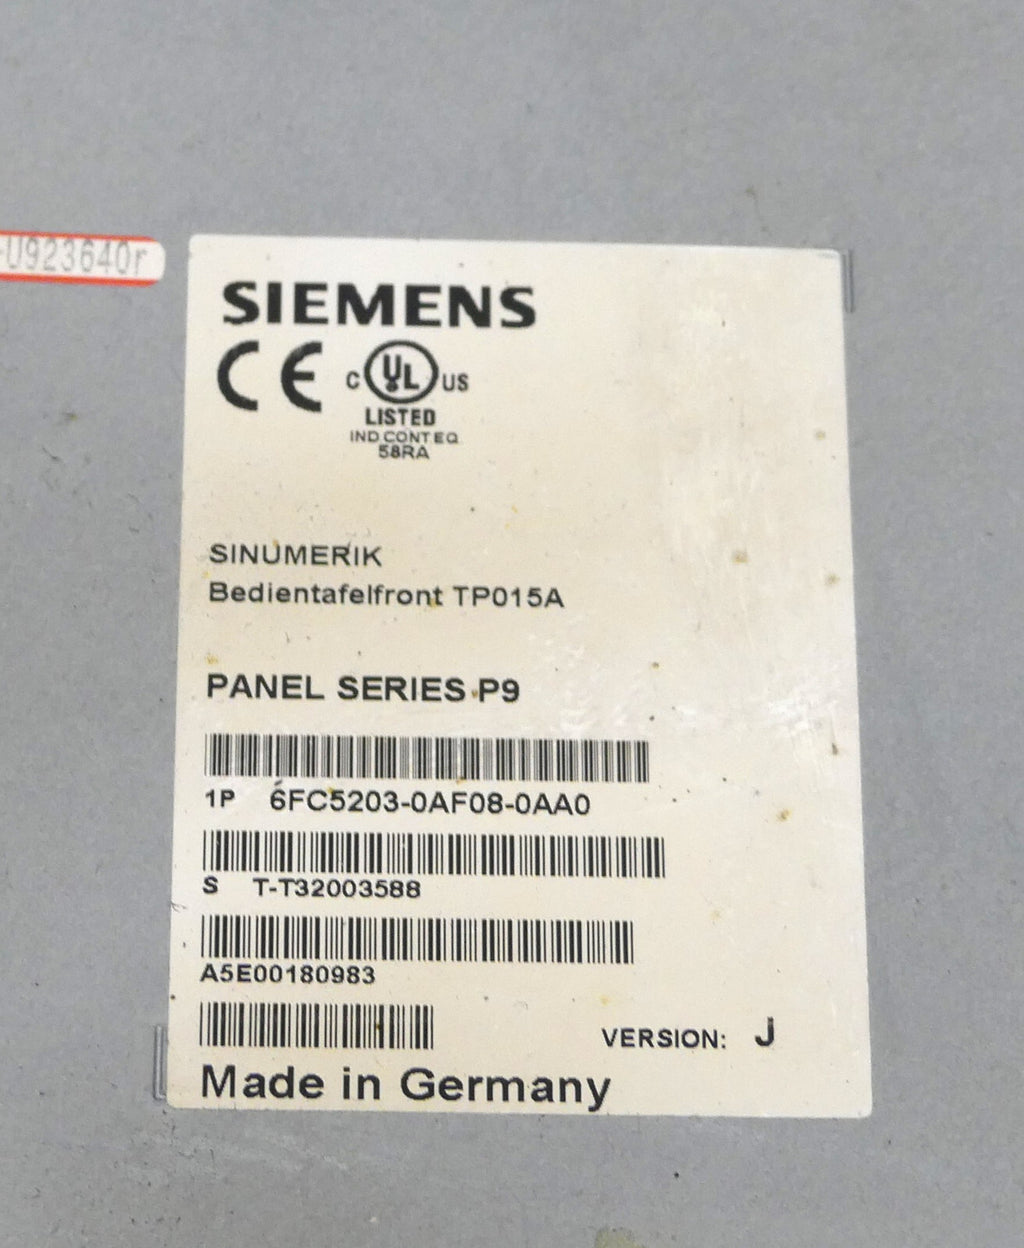 -U923640r
SIEMENS
CE C UL US
LISTED
IND CONT EQ
58RA
SINUMERIK
Bedientafelfront TP015A
PANEL SERIES P9
1P 6FC5203-0AF08-0AA0
S T-T32003588
A5E00180983
VERSION: J
Made in Germany